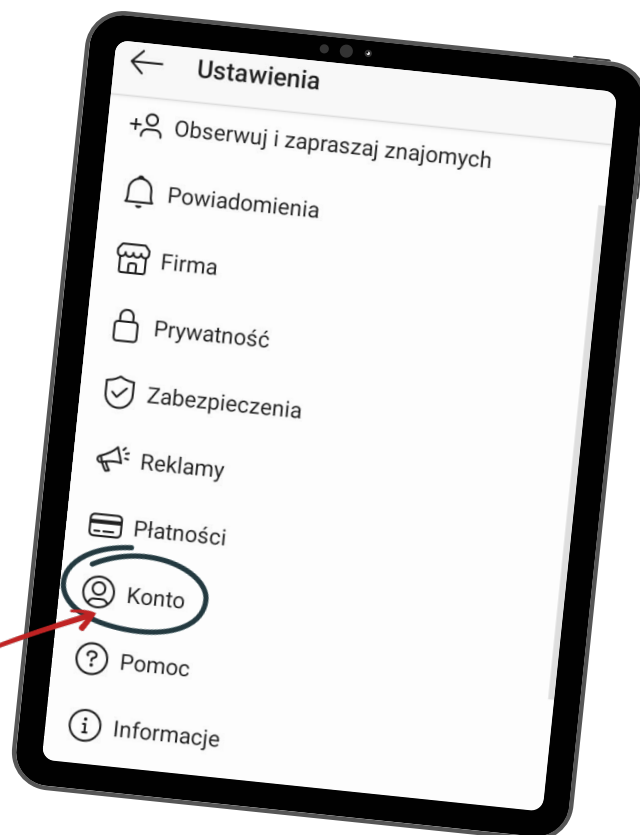 Ustawienia
Obserwuj i zapraszaj znajomych
Powiadomienia
Firma
Prywatność
Zabezpieczenia
Reklamy
Płatności
Konto
Pomoc
Informacje